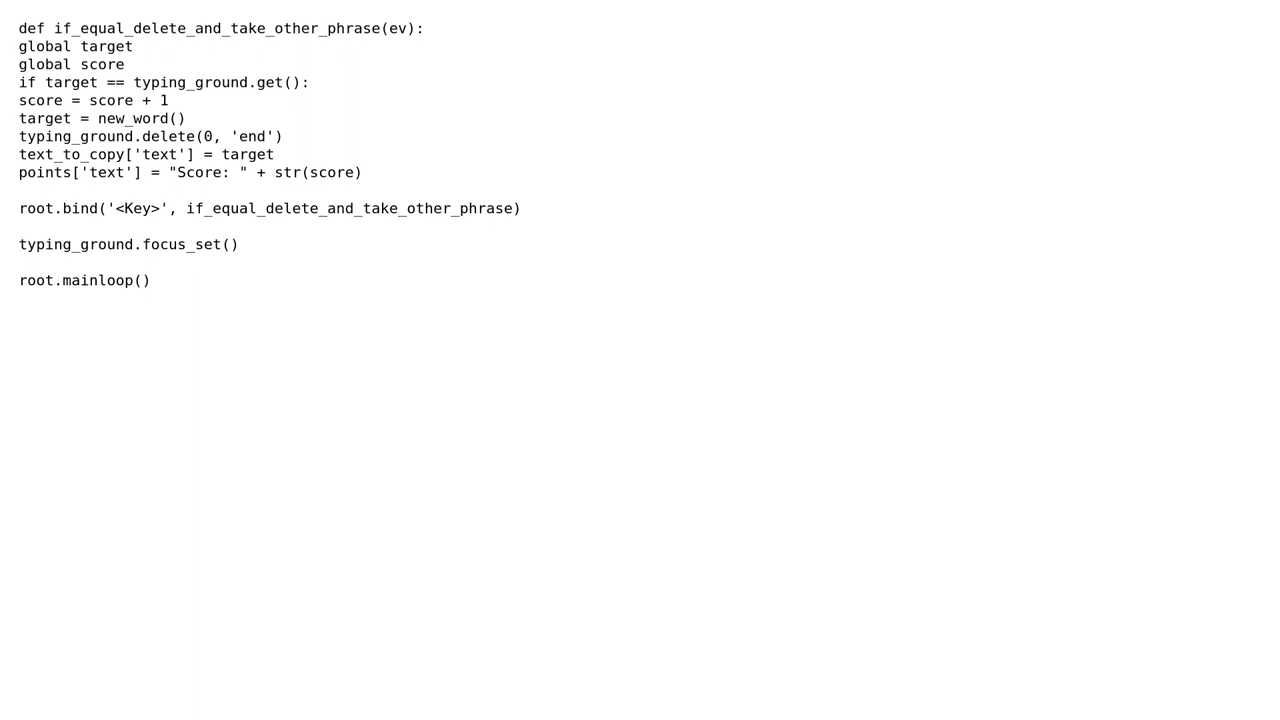 def if_equal_delete_and_take_other_phrase(ev):
global target
global score
if target == typing_ground.get():
score = score + 1
target = new_word()
typing_ground.delete(0, 'end')
text_to_copy['text'] = target
points['text'] = "Score: " + str(score)

root.bind('<Key>', if_equal_delete_and_take_other_phrase)

typing_ground.focus_set()

root.mainloop()